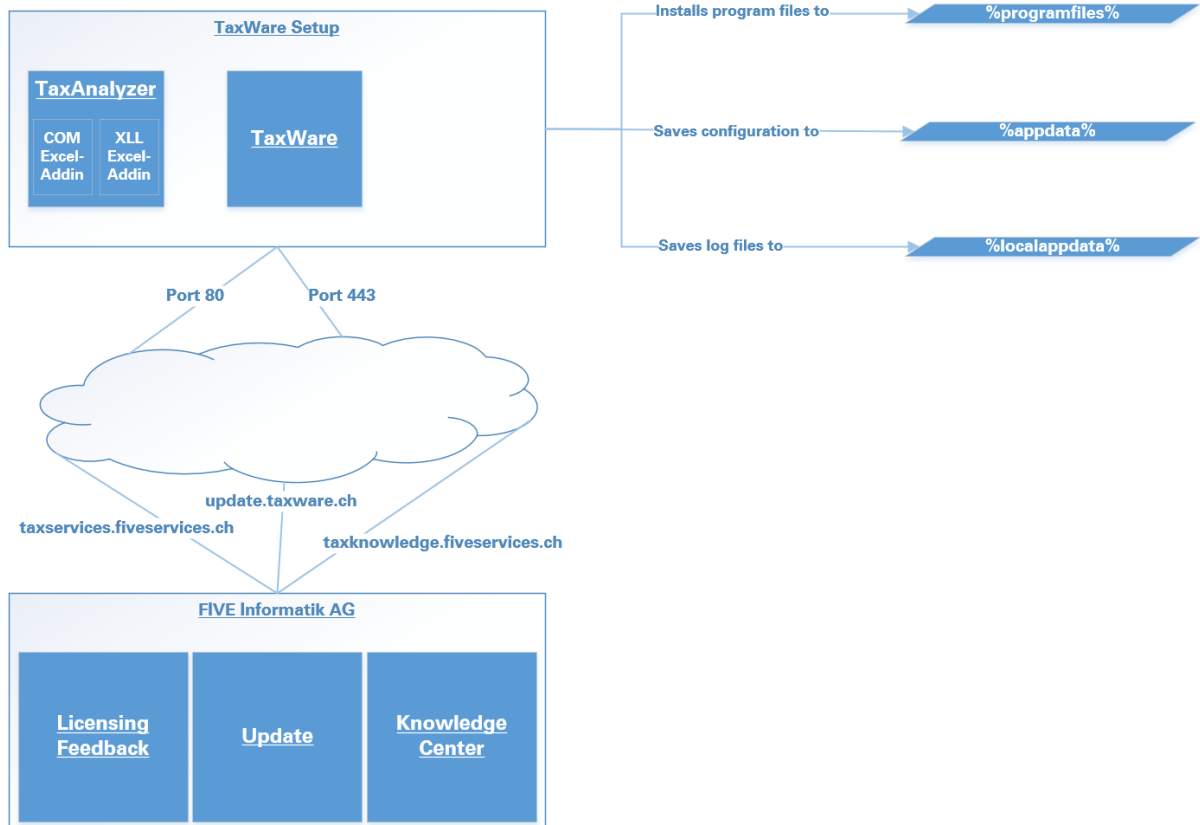 TaxWare Setup
TaxAnalyzer
COM
Excel-
Addin
XLL
Excel-
Addin
TaxWare
Installs program files to
%programfiles%
Saves configuration to
%appdata%
Saves log files to
%localappdata%
Port 80
Port 443
update.taxware.ch
taxservices.fiveservices.ch
taxknowledge.fiveservices.ch
FIVE Informatik AG
Licensing
Feedback
Update
Knowledge
Center